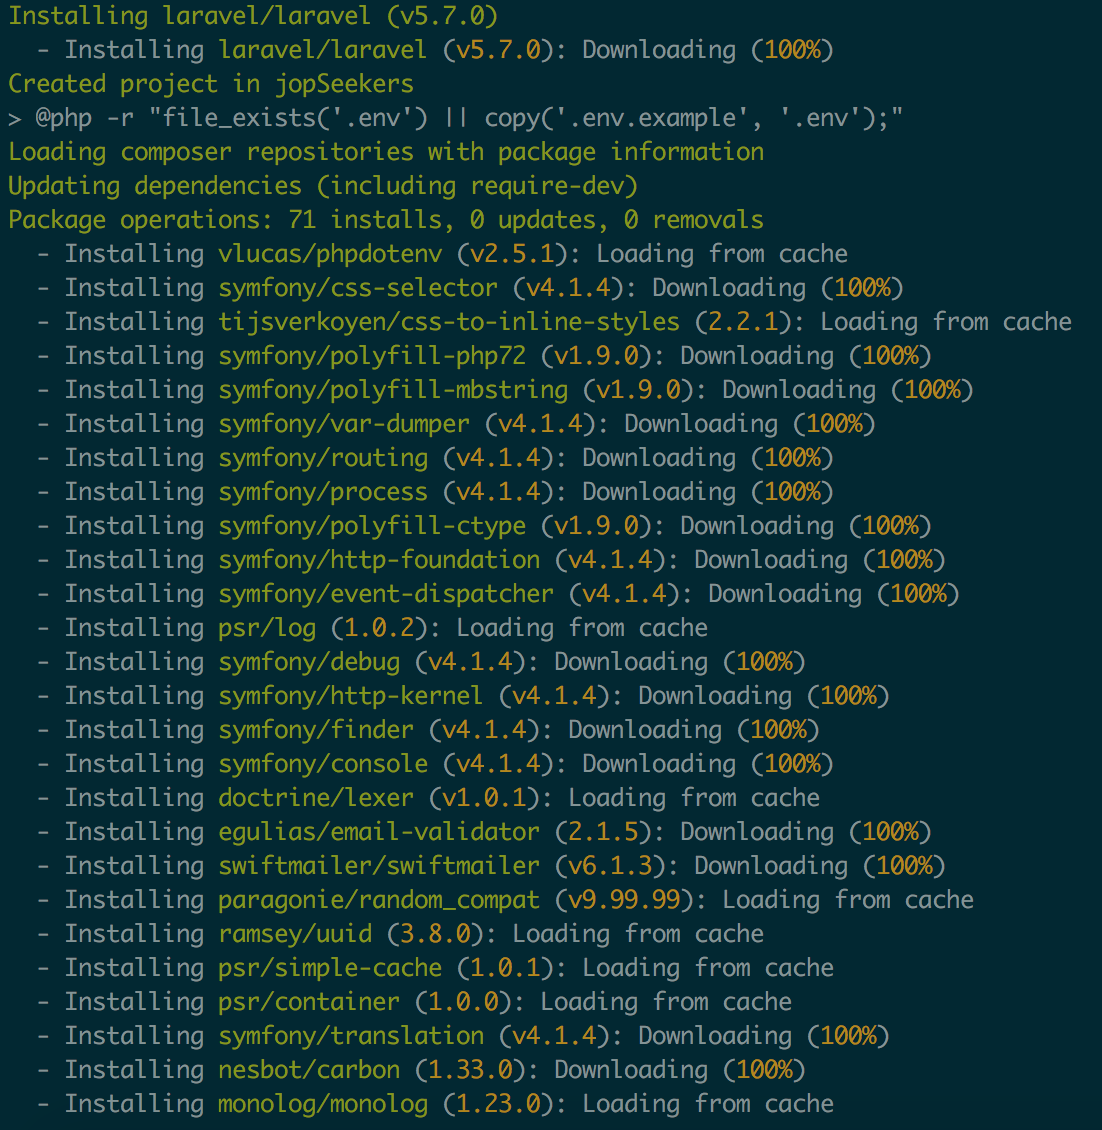 Installing laravel/laravel (v5.7.0)
- Installing laravel/laravel (v5.7.0): Downloading (100%)
Created project in jopSeekers
> @php -r "file_exists('.env') || copy('.env.example', '.env');"
Loading composer repositories with package information
Updating dependencies (including require-dev)
Package operations: 71 installs, 0 updates, 0 removals
- Installing vlucas/phpdotenv (v2.5.1): Loading from cache
- Installing symfony/css-selector (v4.1.4): Downloading (100%)
- Installing tijsverkoyen/css-to-inline-styles (2.2.1): Loading from cache
- Installing symfony/polyfill-php72 (v1.9.0): Downloading (100%)
- Installing symfony/polyfill-mbstring (v1.9.0): Downloading (100%)
- Installing symfony/var-dumper (v4.1.4): Downloading (100%)
- Installing symfony/routing (v4.1.4): Downloading (100%)
- Installing symfony/process (v4.1.4): Downloading (100%)
- Installing symfony/polyfill-ctype (v1.9.0): Downloading (100%)
- Installing symfony/http-foundation (v4.1.4): Downloading (100%)
- Installing symfony/event-dispatcher (v4.1.4): Downloading (100%)
- Installing psr/log (1.0.2): Loading from cache
- Installing symfony/debug (v4.1.4): Downloading (100%)
- Installing symfony/http-kernel (v4.1.4): Downloading (100%)
- Installing symfony/finder (v4.1.4): Downloading (100%)
- Installing symfony/console (v4.1.4): Downloading (100%)
- Installing doctrine/lexer (v1.0.1): Loading from cache
- Installing egulias/email-validator (2.1.5): Downloading (100%)
- Installing swiftmailer/swiftmailer (v6.1.3): Downloading (100%)
- Installing paragonie/random_compat (v9.99.99): Loading from cache
- Installing ramsey/uuid (3.8.0): Loading from cache
- Installing psr/simple-cache (1.0.1): Loading from cache
- Installing psr/container (1.0.0): Loading from cache
- Installing symfony/translation (v4.1.4): Downloading (100%)
- Installing nesbot/carbon (1.33.0): Downloading (100%)
- Installing monolog/monolog (1.23.0): Loading from cache